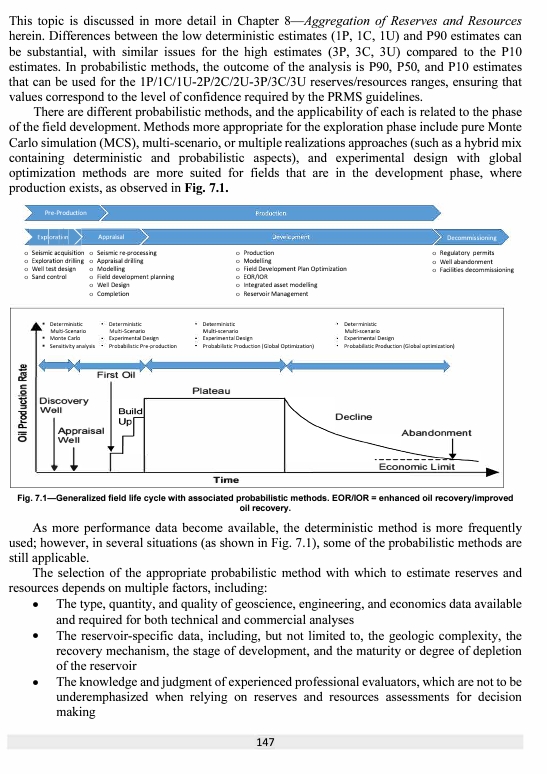 This topic is discussed in more detail in Chapter 8—Aggregation of Reserves and Resources
herein. Differences between the low deterministic estimates (1P, 1C, 1U) and P90 estimates can
be substantial, with similar issues for the high estimates (3P, 3C, 3U) compared to the P10
estimates. In probabilistic methods, the outcome of the analysis is P90, P50, and P10 estimates
that can be used for the 1P/1C/1U-2P/2C/2U-3P/3C/3U reserves/resources ranges, ensuring that
values correspond to the level of confidence required by the PRMS guidelines.
There are different probabilistic methods, and the applicability of each is related to the phase
of the field development. Methods more appropriate for the exploration phase include pure Monte
Carlo simulation (MCS), multi-scenario, or multiple realizations approaches (such as a hybrid mix
containing deterministic and probabilistic aspects), and experimental design with global
optimization methods are more suited for fields that are in the development phase, where
production exists, as observed in Fig. 7.1.
Pre-Production
Production
Exploration
Appraisal
Development
Decommissioning
o Seismic acquisition
o Exploration drilling
o Well test design
o Sand control
o Seismic re-processing
o Appraisal drilling
o Modelling
o Field development planning
o Well Design
o Completion
o Production
o Modelling
o Field Development Plan Optimization
o EOR/IOR
o Integrated asset modelling
o Reservoir Management
o Regulatory permits
o Well abandonment
o Facilities decommissioning
• Deterministic
Multi-Scenario
• Monte Carlo
• Sensitivity analysis
• Deterministic
Multi-Scenario
• Experimental Design
• Probabilistic Pre-production
• Deterministic
Multi-scenario
• Experimental Design
• Probabilistic Production (Global Optimization)
• Deterministic
Multi-scenario
• Experimental Design
• Probabilistic Production (Global optimization)
Oil Production Rate
First Oil
Discovery
Well
Appraisal
Well
Build
Up
Plateau
Decline
Abandonment
Economic Limit
Time
Fig. 7.1—Generalized field life cycle with associated probabilistic methods. EOR/IOR = enhanced oil recovery/improved
oil recovery.
As more performance data become available, the deterministic method is more frequently
used; however, in several situations (as shown in Fig. 7.1), some of the probabilistic methods are
still applicable.
The selection of the appropriate probabilistic method with which to estimate reserves and
resources depends on multiple factors, including:
• The type, quantity, and quality of geoscience, engineering, and economics data available
and required for both technical and commercial analyses
• The reservoir-specific data, including, but not limited to, the geologic complexity, the
recovery mechanism, the stage of development, and the maturity or degree of depletion
of the reservoir
• The knowledge and judgment of experienced professional evaluators, which are not to be
underemphasized when relying on reserves and resources assessments for decision
making
147